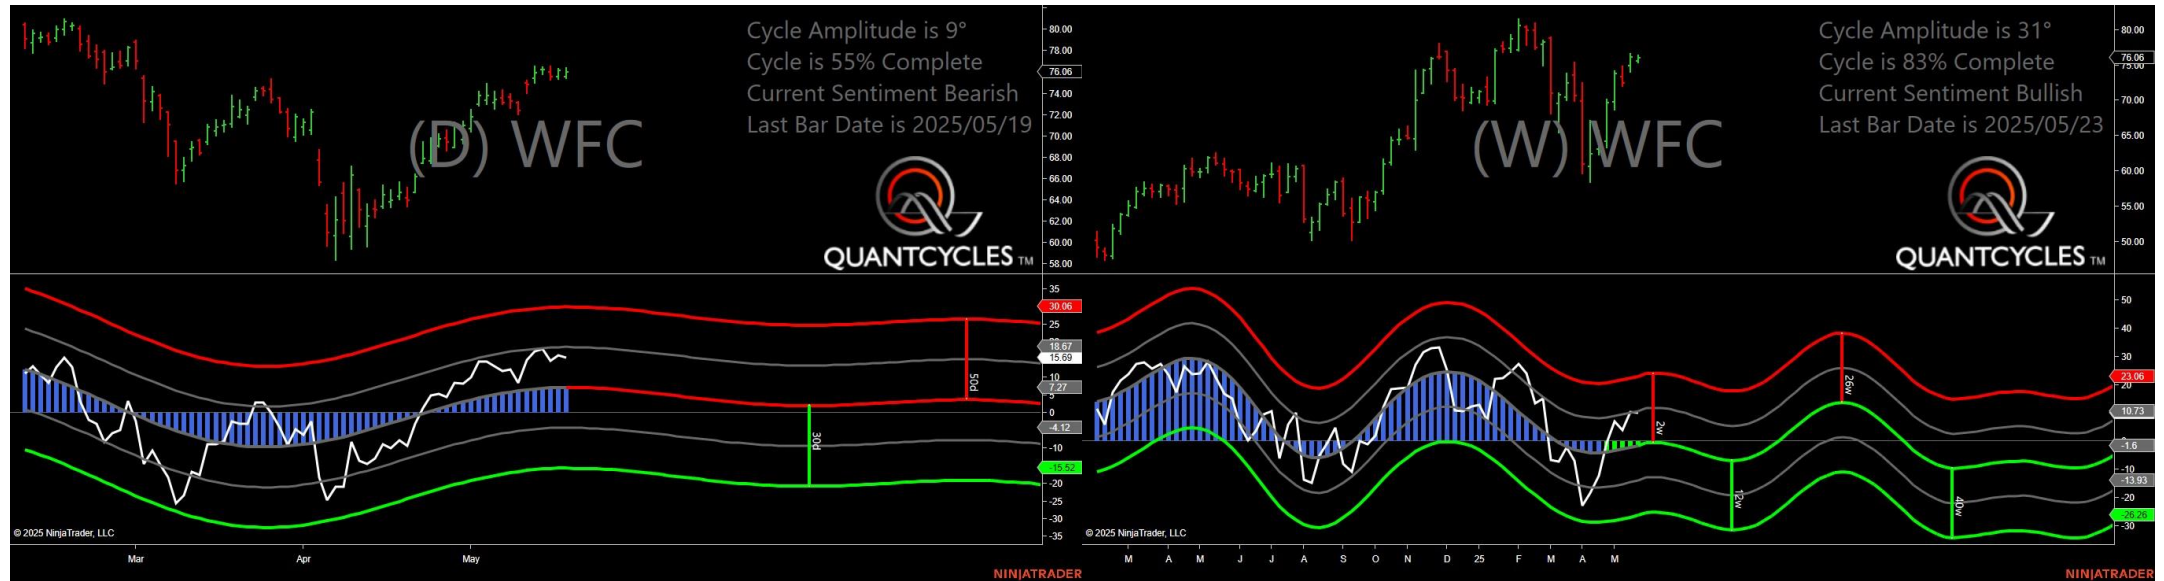 Cycle Amplitude is 9°
Cycle is 55% Complete
Current Sentiment Bearish
Last Bar Date is 2025/05/19
(D) WFC
QUANTCYCLES TM
80.00
78.00
76.06
74.00
72.00
70.00
68.00
66.00
64.00
62.00
60.00
58.00
35
30.06
25
18.67
15.69
10
7.27
5
0
-4.12
-10
-15.52
-20
-25
-30
-35
50d
30d
© 2025 NinjaTrader, LLC
Mar Apr May
NINJATRADER
Cycle Amplitude is 31°
Cycle is 83% Complete
Current Sentiment Bullish
Last Bar Date is 2025/05/23
(W) WFC
QUANTCYCLES TM
80.00
76.06
75.00
70.00
65.00
60.00
55.00
50.00
50
40
30
23.06
20
10.73
-1.6
-10
-13.93
-20
-26.26
-30
2w
12w
26w
40w
© 2025 NinjaTrader, LLC
M A M J J A S O N D 25 F M A M
NINJATRADER